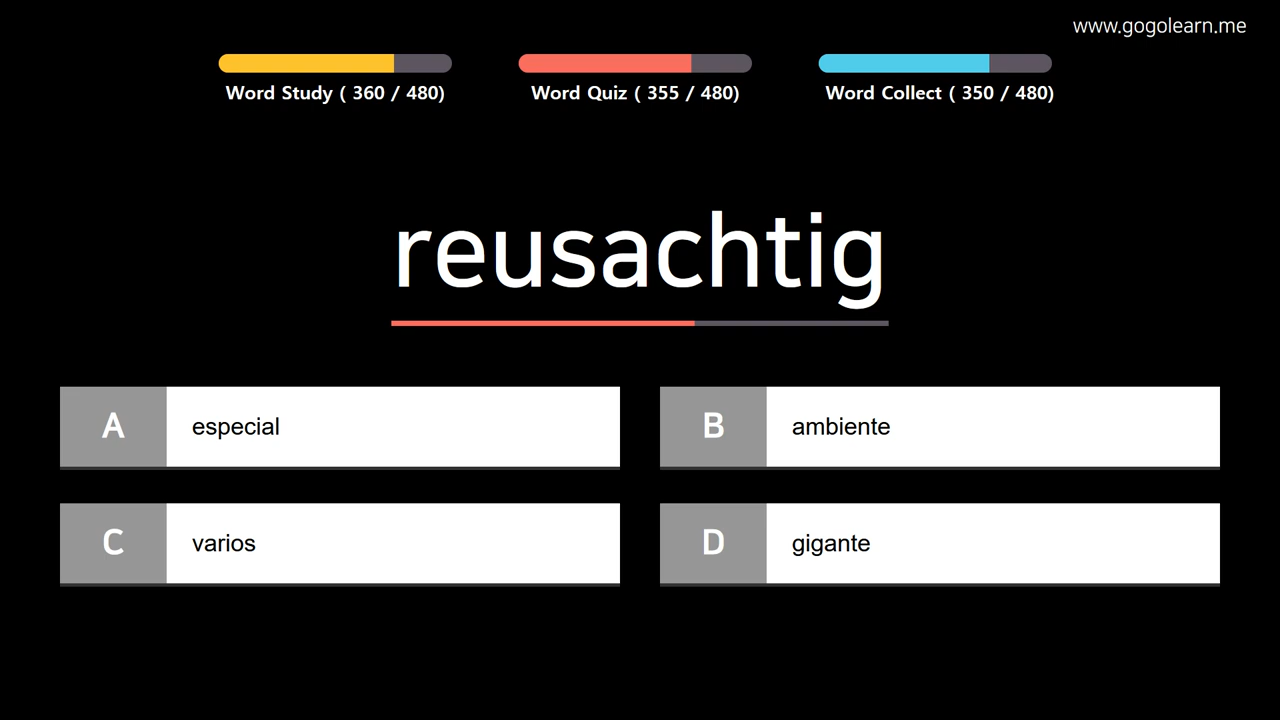 www.gogolearn.me
Word Study ( 360 / 480)
Word Quiz ( 355 / 480)
Word Collect ( 350 / 480)
reusachtig
A especial
B ambiente
C varios
D gigante